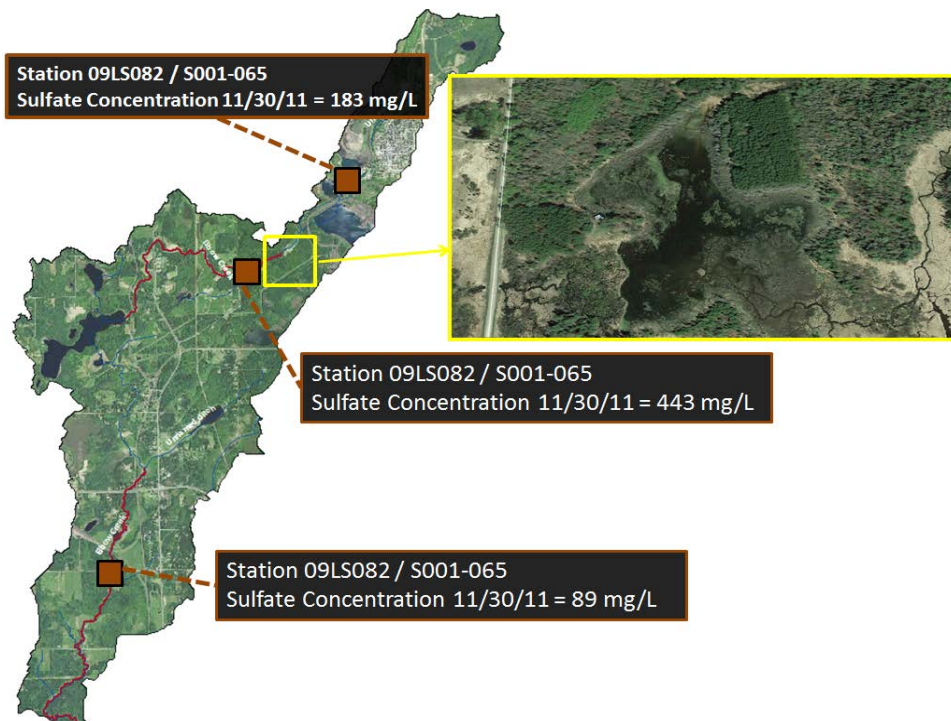 Station 09LS082 / S001-065
Sulfate Concentration 11/30/11 = 183 mg/L
Station 09LS082 / S001-065
Sulfate Concentration 11/30/11 = 443 mg/L
Station 09LS082 / S001-065
Sulfate Concentration 11/30/11 = 89 mg/L